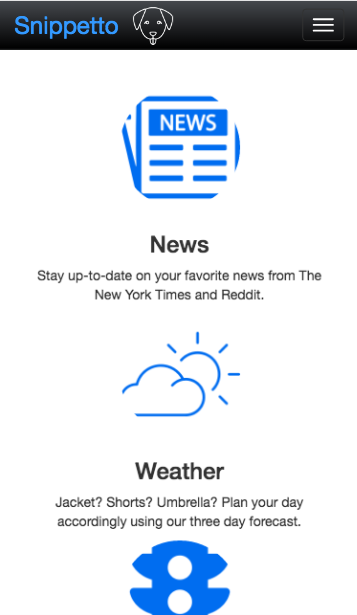 Snippetto
NEWS
News
Stay up-to-date on your favorite news from The
New York Times and Reddit.
Weather
Jacket? Shorts? Umbrella? Plan your day
accordingly using our three day forecast.